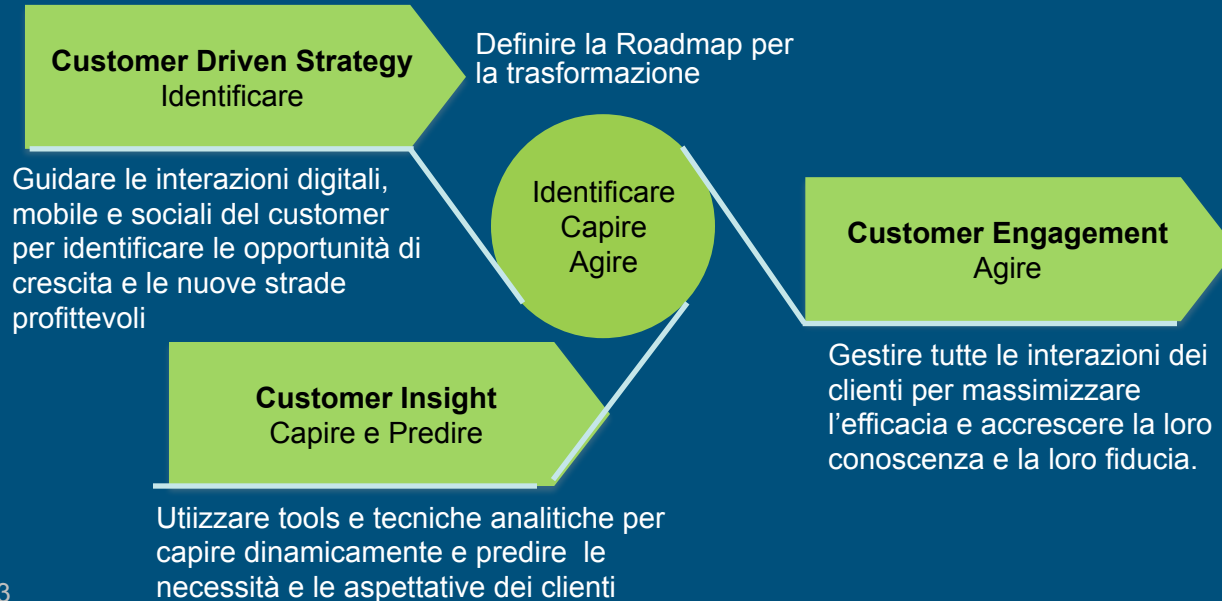 Customer Driven Strategy
Identificare
Definire la Roadmap per
la trasformazione
Guidare le interazioni digitali,
mobile e sociali del customer
per identificare le opportunità di
crescita e le nuove strade
profittevoli
Identificare
Capire
Agire
Customer Engagement
Agire
Gestire tutte le interazioni dei
clienti per massimizzare
l'efficacia e accrescere la loro
conoscenza e la loro fiducia.
Customer Insight
Capire e Predire
Utiizzare tools e tecniche analitiche per
capire dinamicamente e predire  le
necessità e le aspettative dei clienti
3